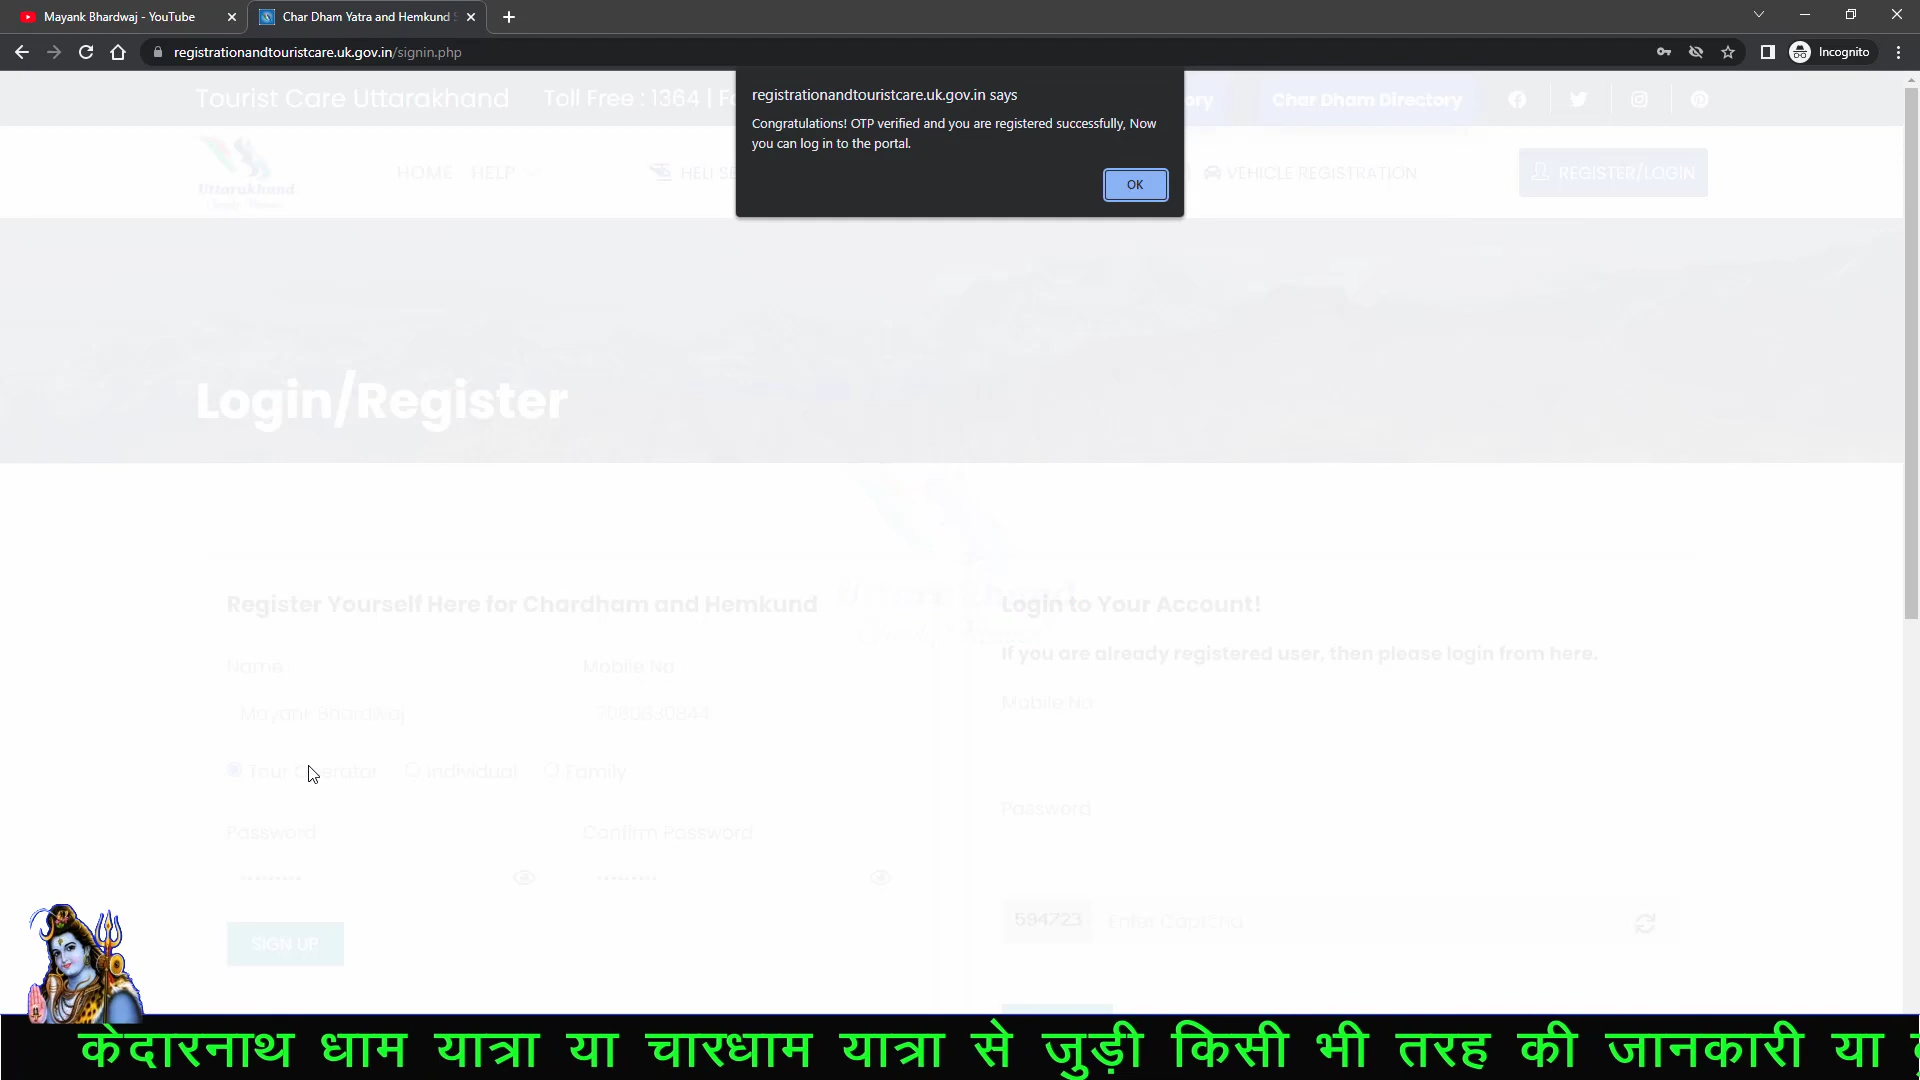 Mayank Bhardwaj - YouTube
Char Dham Yatra and Hemkund
registrationandtouristcare.uk.gov.in/signin.php
Incognito
registrationandtouristcare.uk.gov.in says
Congratulations! OTP verified and you are registered successfully, Now
you can log in to the portal.
OK
Tourist Care Uttarakhand
Toll Free : 1364 |
Char Dham Directory
Uttarakhand
HOME
HELP
VEHICLE REGISTRATION
REGISTER/LOGIN
Login/Register
Register Yourself Here for Chardham and Hemkund
Name
Mobile No
Mayank Bhardwaj
Tour Operator
Individual
Family
Password
Confirm Password
SIGN UP
Login to Your Account!
If you are already registered user, then please login from here.
Mobile No
Password
594723
Enter Captcha
केदारनाथ धाम यात्रा या चारधाम यात्रा से जुड़ी किसी भी तरह की जानकारी या